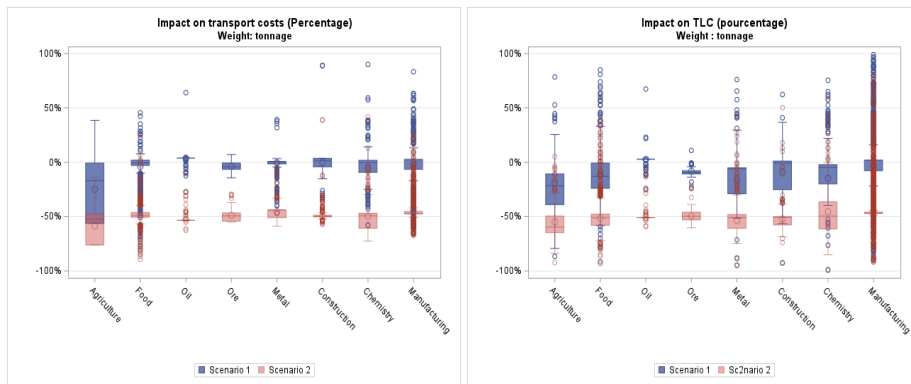 Impact on transport costs (Percentage)
Weight: tonnage
100%
50%
0%
-50%
-100%
Agriculture
Food
Oil
Ore
Metal
Construction
Chemistry
Manufacturing
Scenario 1
Scenario 2
Impact on TLC (pourcentage)
Weight : tonnage
100%
50%
0%
-50%
-100%
Agriculture
Food
Oil
Ore
Metal
Construction
Chemistry
Manufacturing
Scenario 1
Sc2nario 2